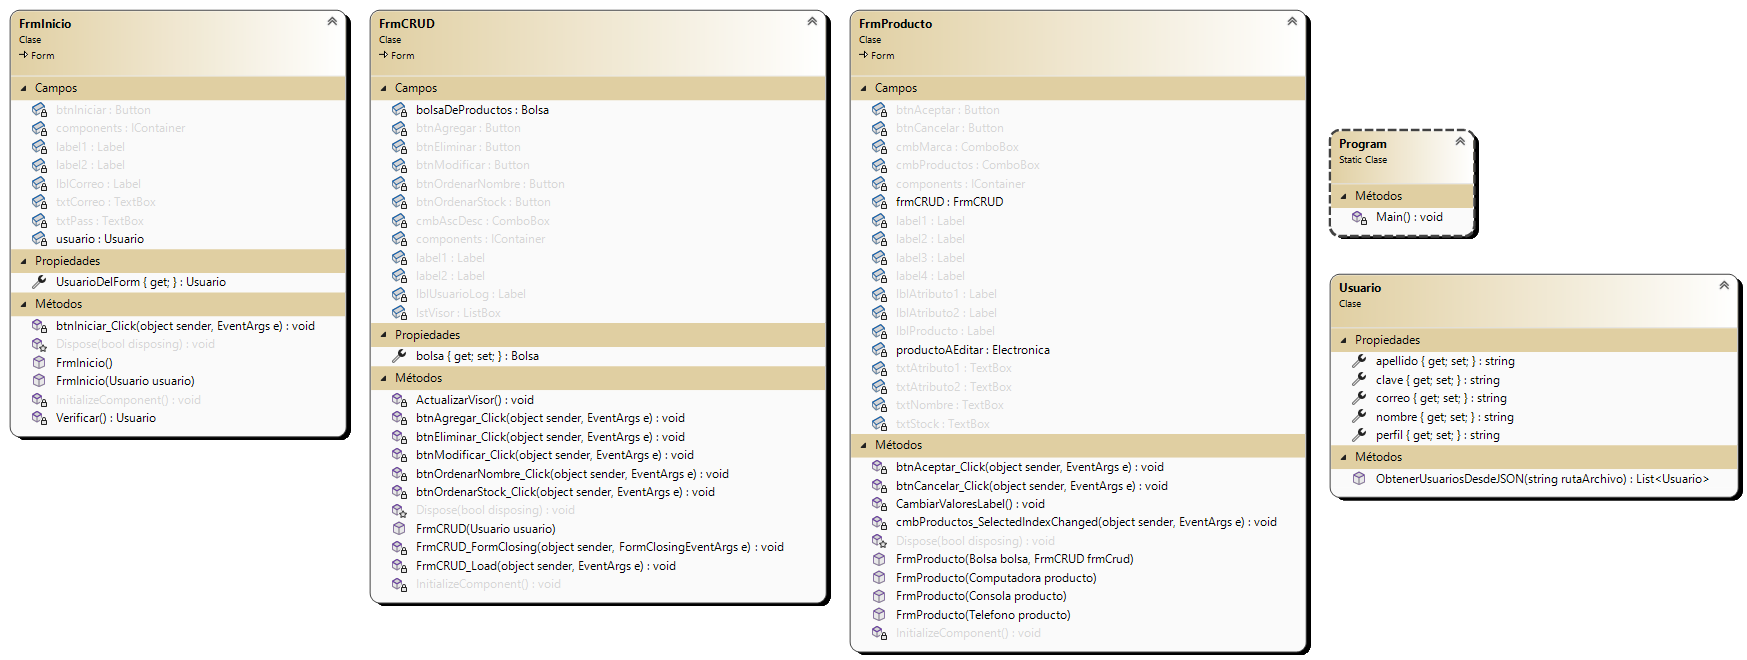 FrmInicio
Clase
Form
Campos
btnIniciar : Button
components : IContainer
label1 : Label
label2 : Label
lblCorreo : Label
txtCorreo : TextBox
txtPass : TextBox
usuario : Usuario
Propiedades
UsuarioDelForm { get; } : Usuario
Métodos
btnIniciar_Click(object sender, EventArgs e) : void
Dispose(bool disposing) : void
FrmInicio()
FrmInicio(Usuario usuario)
InitializeComponent() : void
Verificar() : Usuario
FrmCRUD
Clase
Form
Campos
bolsaDeProductos : Bolsa
btnAgregar : Button
btnEliminar : Button
btnModificar : Button
btnOrdenarNombre : Button
btnOrdenarStock : Button
cmbAscDesc : ComboBox
components : IContainer
label1 : Label
label2 : Label
lblUsuarioLog : Label
lstVisor : ListBox
Propiedades
bolsa { get; set; } : Bolsa
Métodos
ActualizarVisor() : void
btnAgregar_Click(object sender, EventArgs e) : void
btnEliminar_Click(object sender, EventArgs e) : void
btnModificar_Click(object sender, EventArgs e) : void
btnOrdenarNombre_Click(object sender, EventArgs e) : void
btnOrdenarStock_Click(object sender, EventArgs e) : void
Dispose(bool disposing) : void
FrmCRUD(Usuario usuario)
FrmCRUD_FormClosing(object sender, FormClosingEventArgs e) : void
FrmCRUD_Load(object sender, EventArgs e) : void
InitializeComponent() : void
FrmProducto
Clase
Form
Campos
btnAceptar : Button
btnCancelar : Button
cmbMarca : ComboBox
cmbProductos : ComboBox
components : IContainer
frmCRUD : FrmCRUD
label1 : Label
label2 : Label
label3 : Label
label4 : Label
lblAtributo1 : Label
lblAtributo2 : Label
lblProducto : Label
productoAEditar : Electronica
txtAtributo1 : TextBox
txtAtributo2 : TextBox
txtNombre : TextBox
txtStock : TextBox
Métodos
btnAceptar_Click(object sender, EventArgs e) : void
btnCancelar_Click(object sender, EventArgs e) : void
CambiarValoresLabel() : void
cmbProductos_SelectedIndexChanged(object sender, EventArgs e) : void
Dispose(bool disposing) : void
FrmProducto(Bolsa bolsa, FrmCRUD frmCrud)
FrmProducto(Computadora producto)
FrmProducto(Consola producto)
FrmProducto(Telefono producto)
InitializeComponent() : void
Program
Static Clase
Métodos
Main() : void
Usuario
Clase
Propiedades
apellido { get; set; } : string
clave { get; set; } : string
correo { get; set; } : string
nombre { get; set; } : string
perfil { get; set; } : string
Métodos
ObtenerUsuariosDesdeJSON(string rutaArchivo) : List<Usuario>